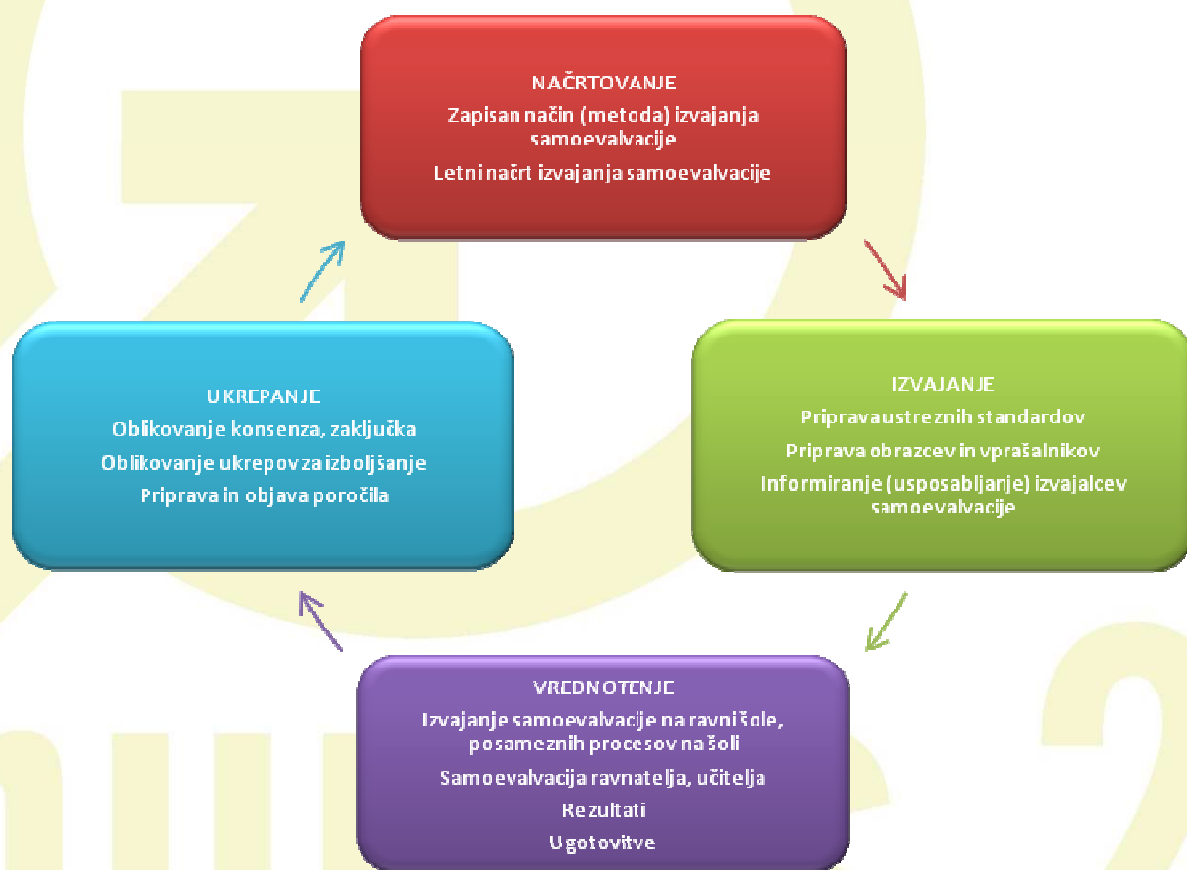 NAČRTOVANJE
Zapisan način (metoda) izvajanja
samoevalvacije
Letni načrt izvajanja samoevalvacije
UKREPANJE
Oblikovanje konsenza, zaključka
Oblikovanje ukrepov za izboljšanje
Priprava in objava poročila
IZVAJANJE
Priprava ustreznih standardov
Priprava obrazcev in vprašalnikov
Informiranje (usposabljanje) izvajalcev
samoevalvacije
VREDNOTENJE
Izvajanje samoevalvacije na ravni šole,
posameznih procesov na šoli
Samoevalvacija ravnatelja, učitelja
Rezultati
Ugotovitve